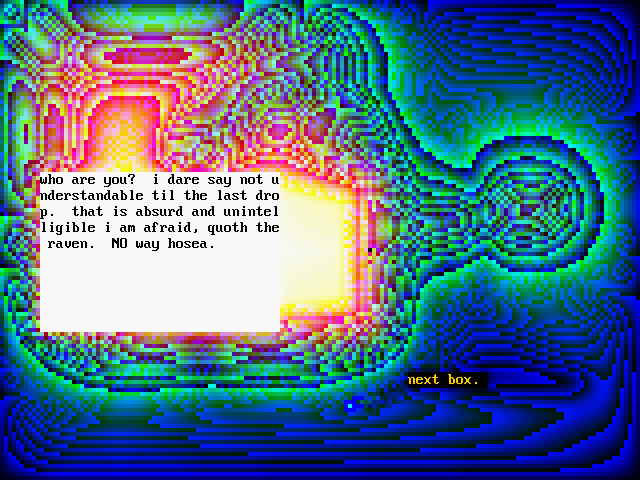 who are you?  i dare say not u
nderstandable til the last dro
p.  that is absurd and unintel
ligible i am afraid, quoth the
 raven.  NO way hosea.
next box.